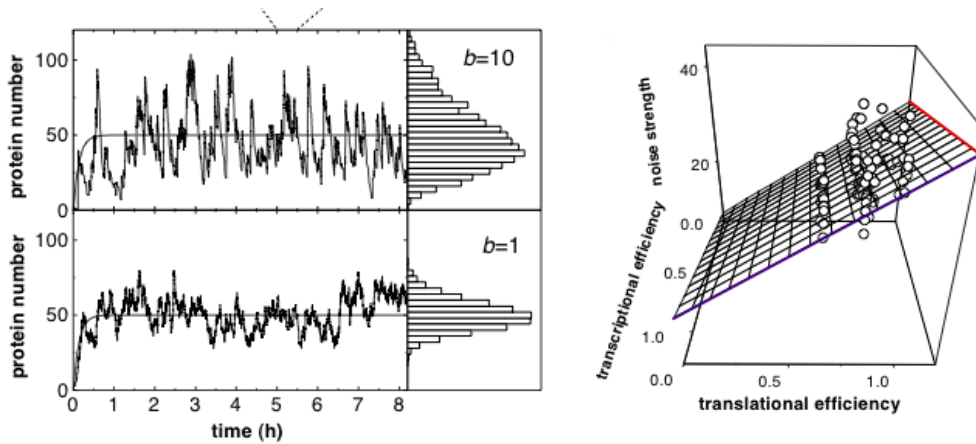 protein number
100
50
0
b=10
protein number
100
50
0
b=1
0 1 2 3 4 5 6 7 8
time (h)
noise strength
40
20
0.0
transcriptional efficiency
0.5
1.0
0.0
0.5
1.0
translational efficiency